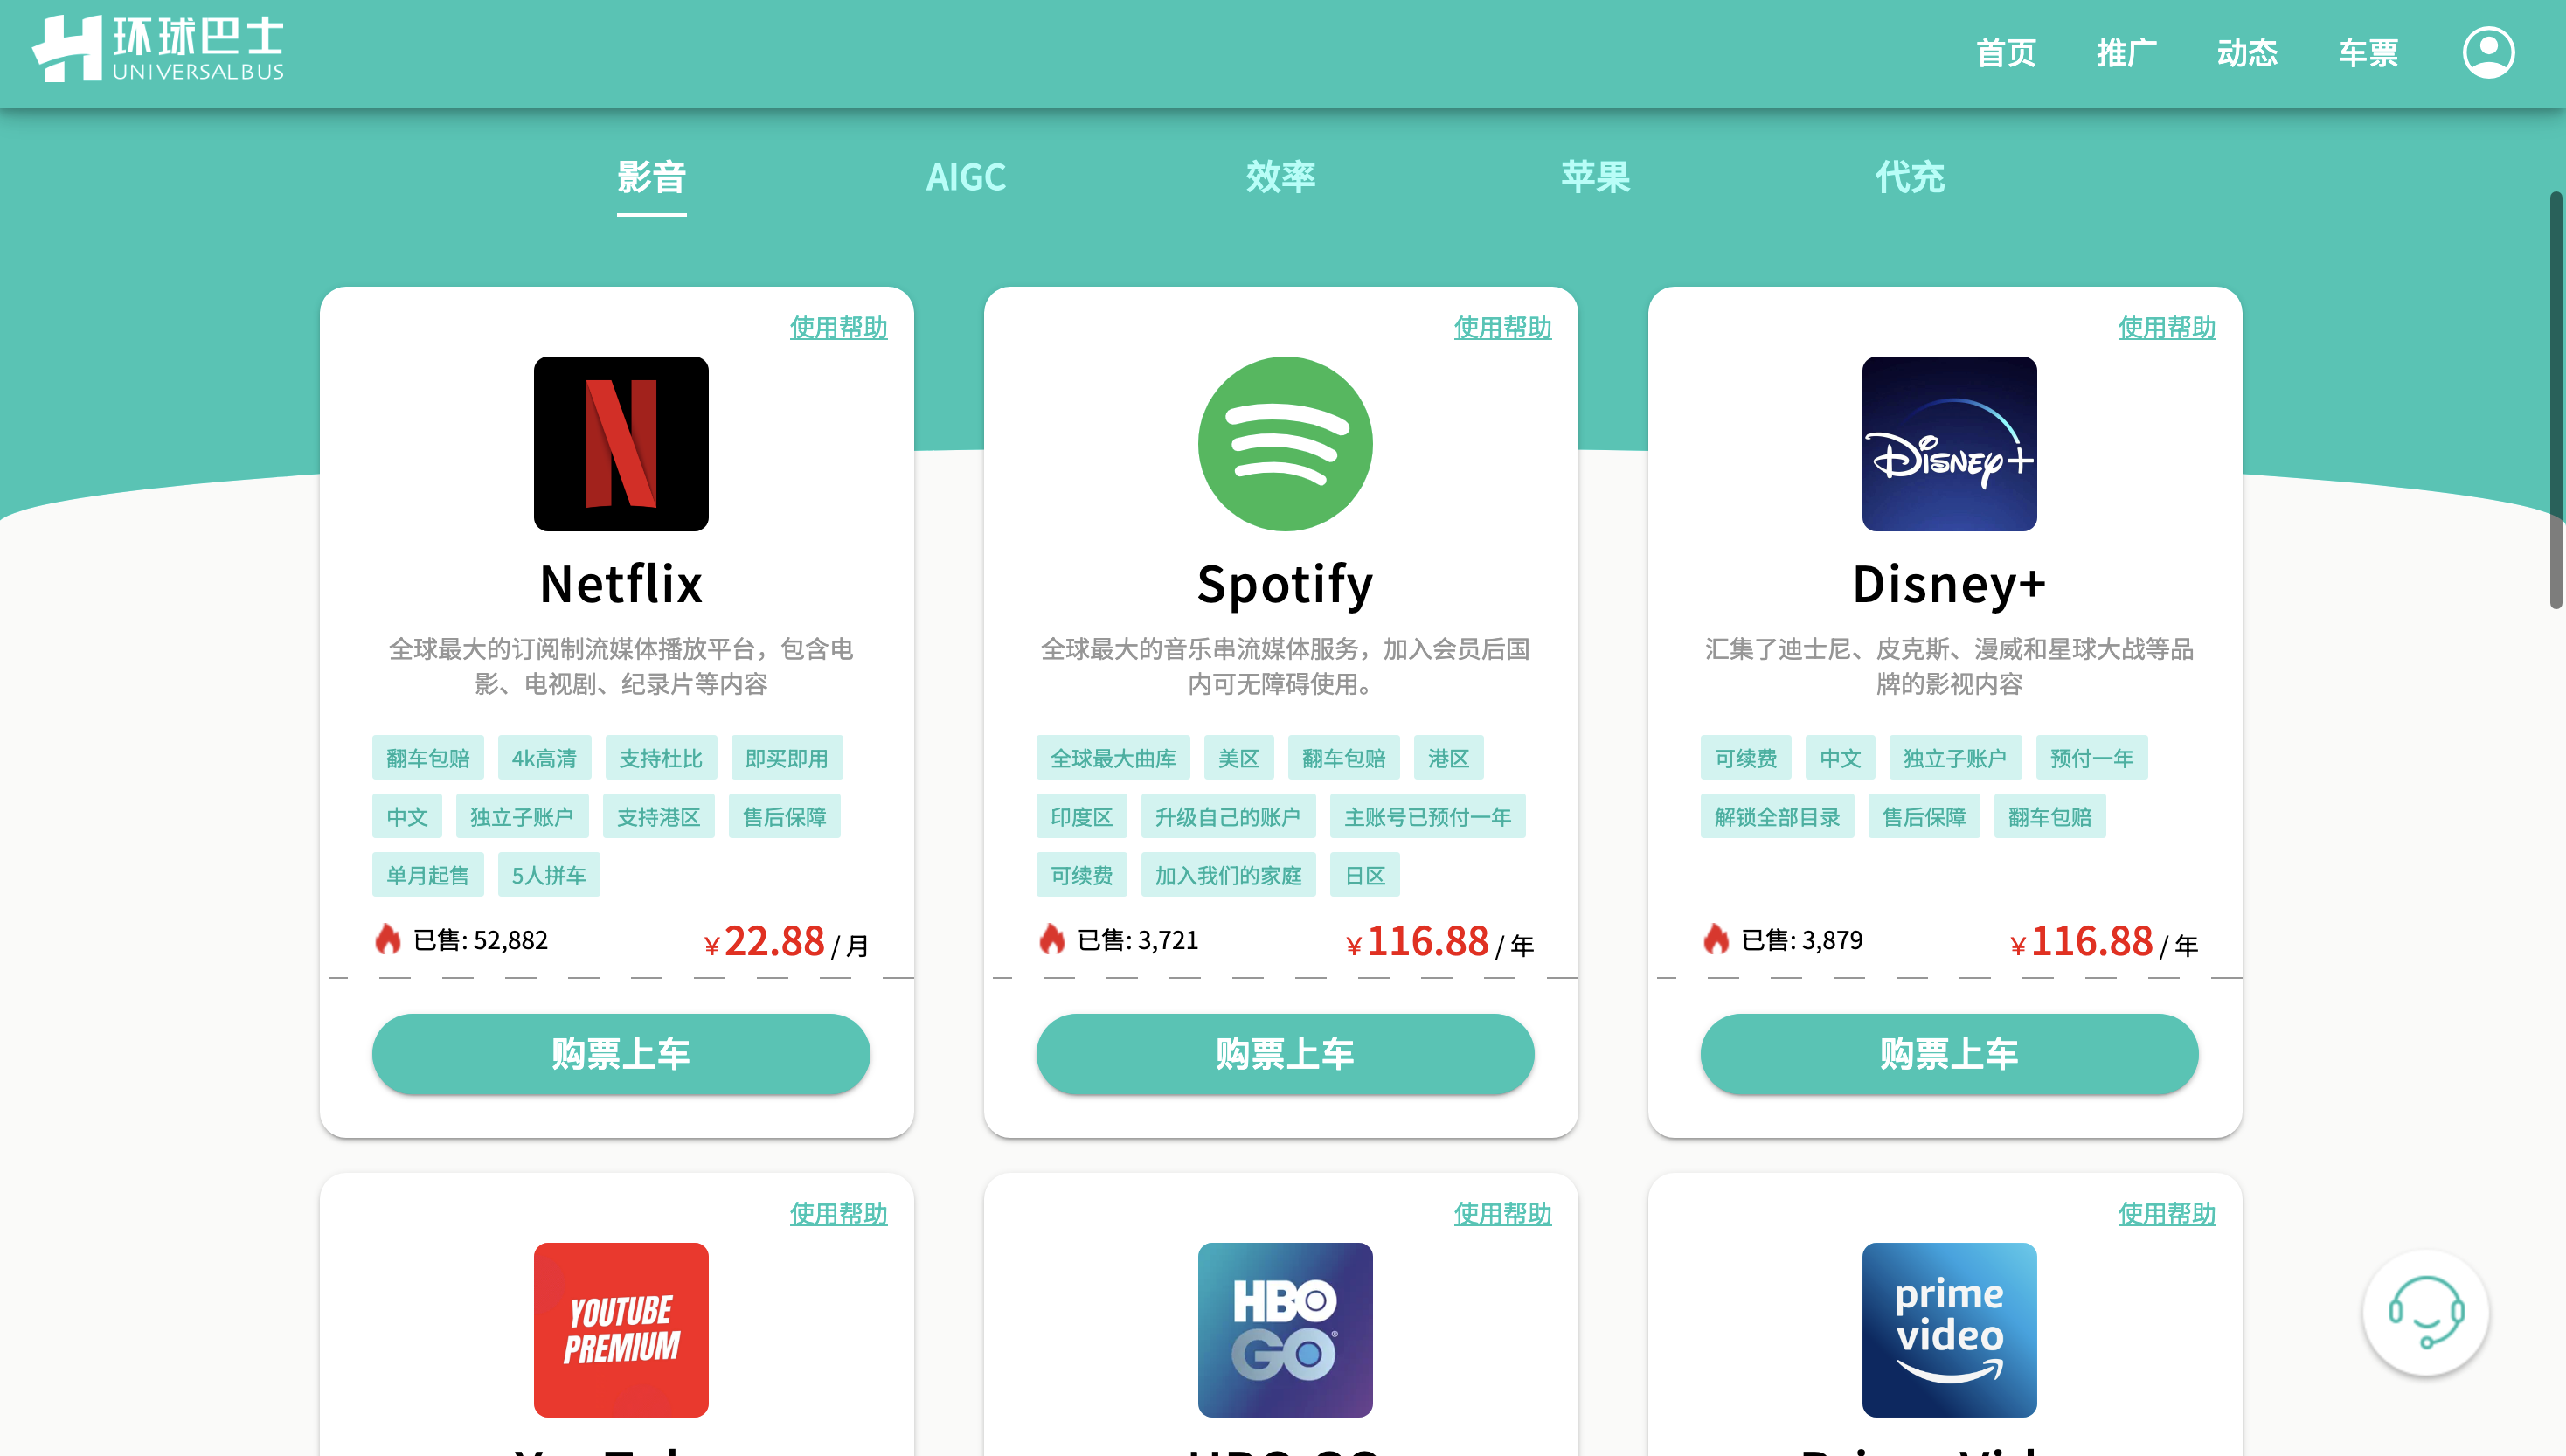 环球巴士
UNIVERSALBUS
首页 推广 动态 车票
影音 AIGC 效率 苹果 代充
使用帮助
Netflix
全球最大的订阅制流媒体播放平台，包含电
影、电视剧、纪录片等内容
翻车包赔 4k高清 支持杜比 即买即用
中文 独立子账户 支持港区 售后保障
单月起售 5人拼车
已售: 52,882 ¥22.88 / 月
购票上车
使用帮助
Spotify
全球最大的音乐串流媒体服务，加入会员后国
内可无障碍使用。
全球最大曲库 美区 翻车包赔 港区
印度区 升级自己的账户 主账号已预付一年
可续费 加入我们的家庭 日区
已售: 3,721 ¥116.88 / 年
购票上车
使用帮助
Disney+
Disney+
汇集了迪士尼、皮克斯、漫威和星球大战等品
牌的影视内容
可续费 中文 独立子账户 预付一年
解锁全部目录 售后保障 翻车包赔
已售: 3,879 ¥116.88 / 年
购票上车
使用帮助
YOUTUBE
PREMIUM
使用帮助
HBO
GO
使用帮助
prime
video